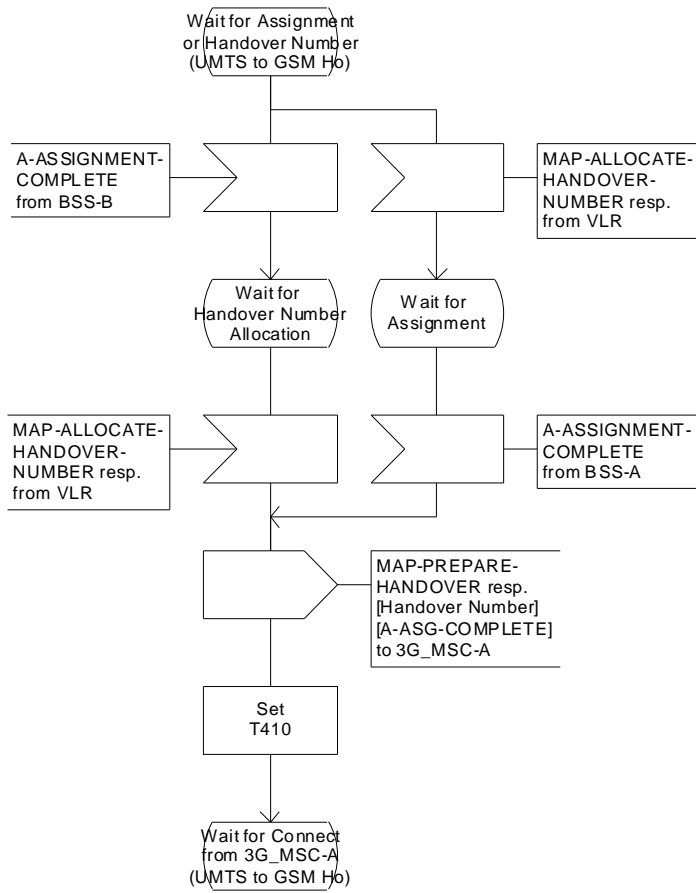 Wait for Assignment
or Handover Number
(UMTS to GSM Ho)
A-ASSIGNMENT-
COMPLETE
from BSS-B
MAP-ALLOCATE-
HANDOVER-
NUMBER resp.
from VLR
Wait for
Handover Number
Allocation
Wait for
Assignment
MAP-ALLOCATE-
HANDOVER-
NUMBER resp.
from VLR
A-ASSIGNMENT-
COMPLETE
from BSS-A
MAP-PREPARE-
HANDOVER resp.
[Handover Number]
[A-ASG-COMPLETE]
to 3G_MSC-A
Set
T410
Wait for Connect
from 3G_MSC-A
(UMTS to GSM Ho)